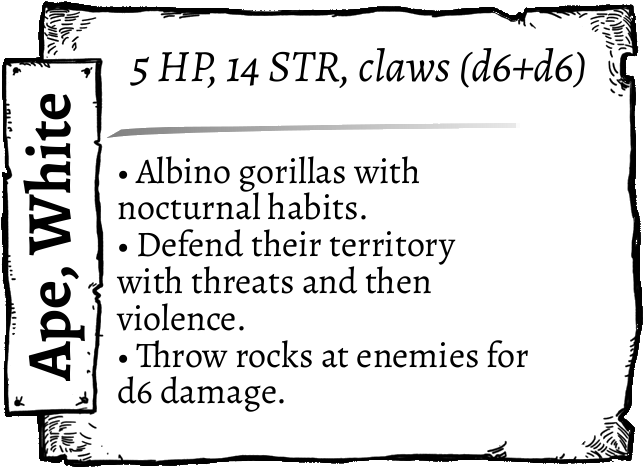 Ape, White
5 HP, 14 STR, claws (d6+d6)
• Albino gorillas with
nocturnal habits.
• Defend their territory
with threats and then
violence.
• Throw rocks at enemies for
d6 damage.